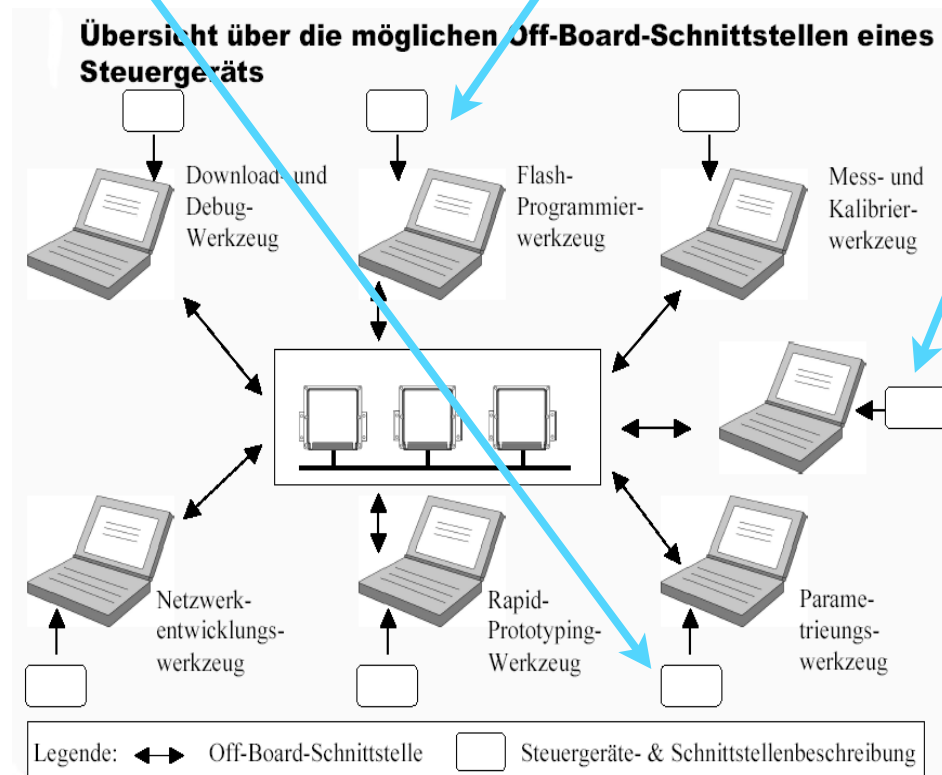 Übersicht über die möglichen Off-Board-Schnittstellen eines
Steuergeräts
Download- und
Debug-
Werkzeug
Flash-
Programmier-
werkzeug
Mess- und
Kalibrier-
werkzeug
Netzwerk-
entwicklungs-
werkzeug
Rapid-
Prototyping-
Werkzeug
Parame-
trieungs-
werkzeug
Legende: Off-Board-Schnittstelle Steuergeräte- & Schnittstellenbeschreibung